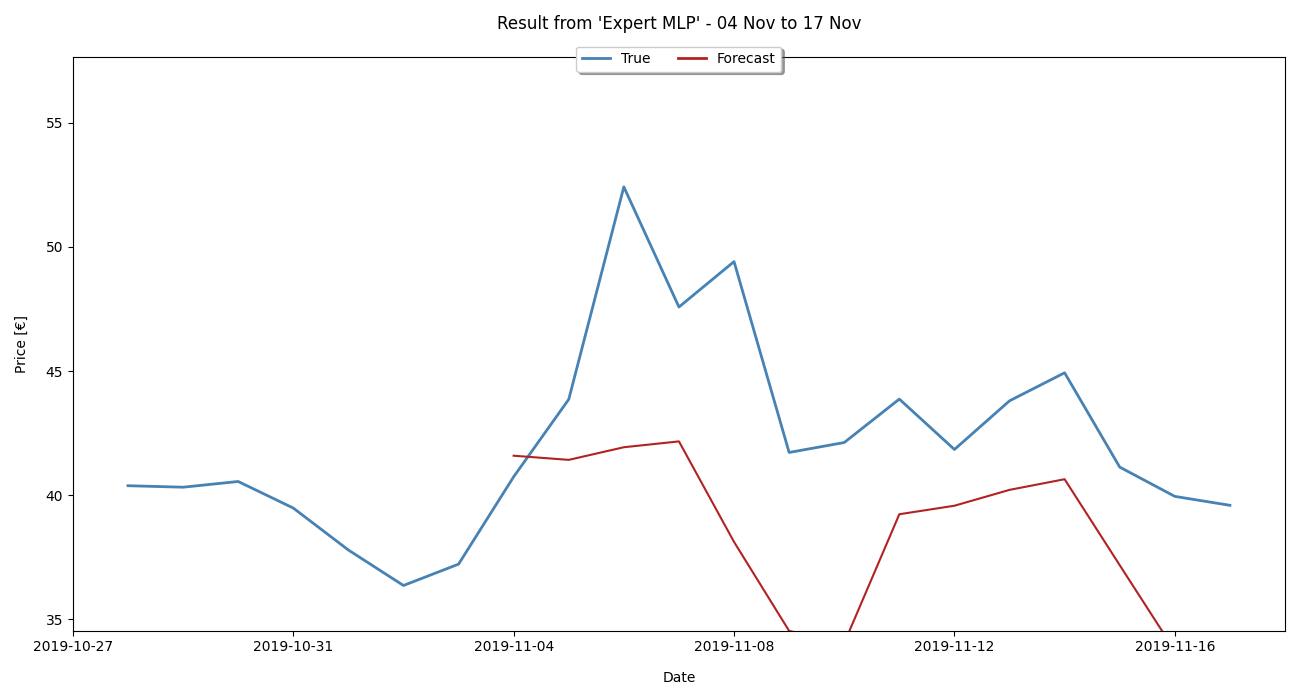 Result from 'Expert MLP' - 04 Nov to 17 Nov
True Forecast
55
50
45
40
35
Price [€]
2019-10-27 2019-10-31 2019-11-04 2019-11-08 2019-11-12 2019-11-16
Date